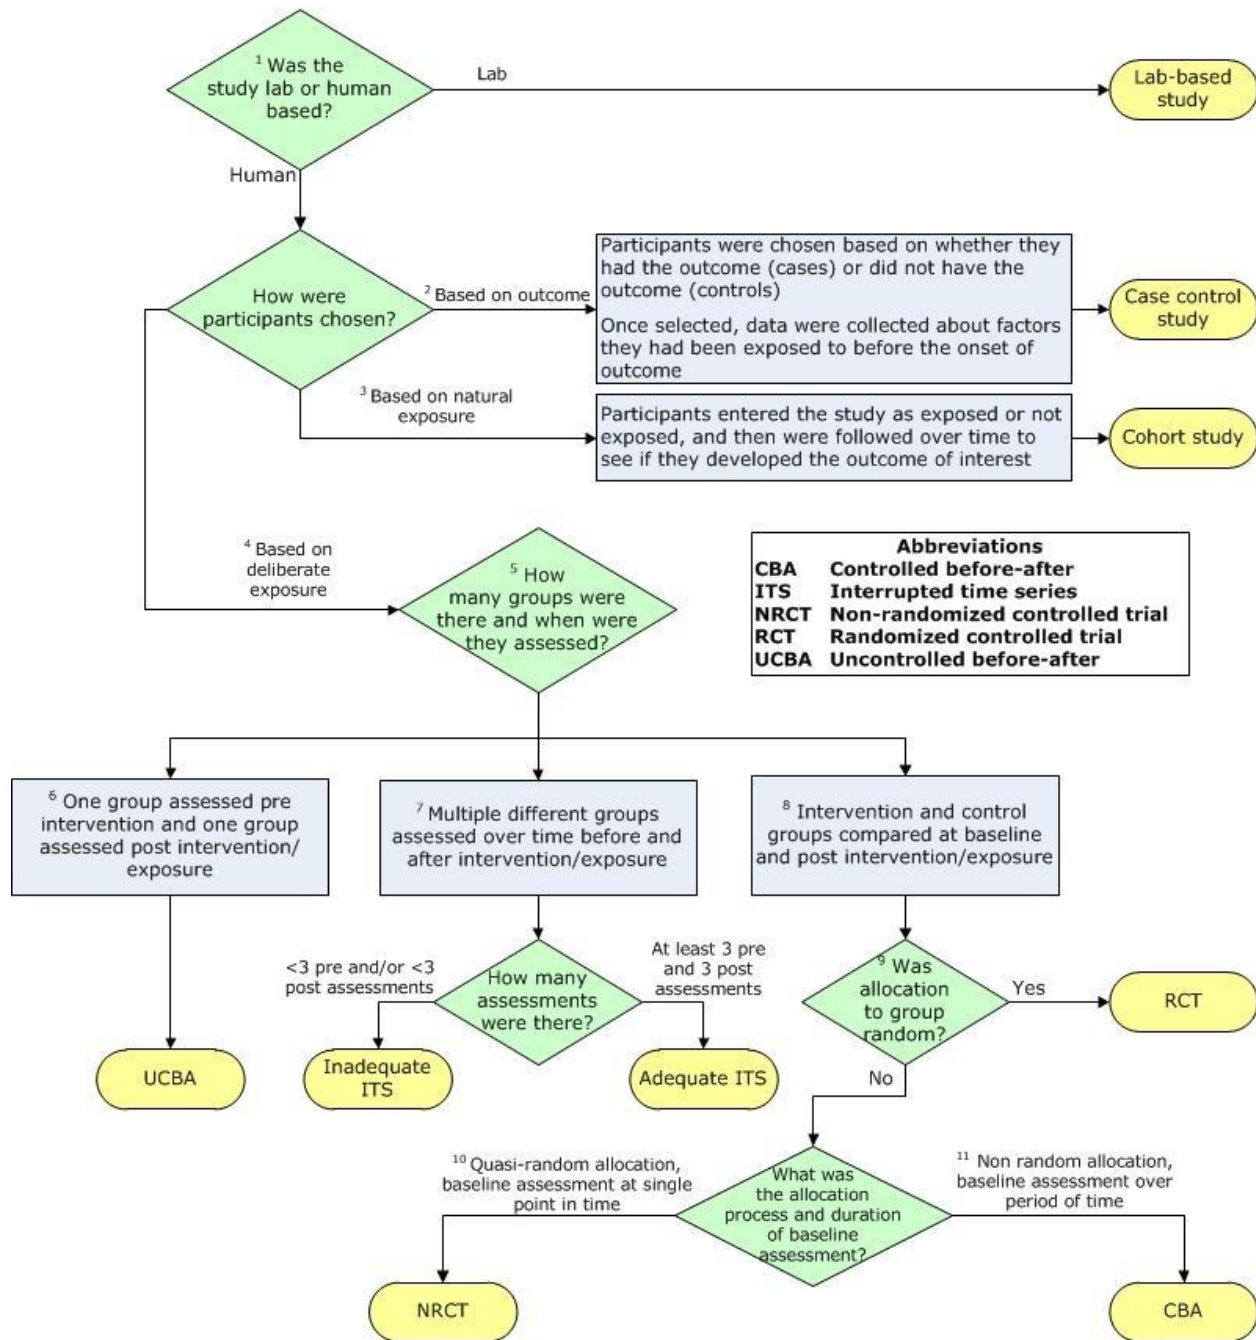 1 Was the
study lab or human
based?
Lab
Lab-based
study
Human
How were
participants chosen?
2 Based on outcome
Participants were chosen based on whether they
had the outcome (cases) or did not have the
outcome (controls)
Once selected, data were collected about factors
they had been exposed to before the onset of
outcome
Case control
study
3 Based on natural
exposure
Participants entered the study as exposed or not
exposed, and then were followed over time to
see if they developed the outcome of interest
Cohort study
4 Based on
deliberate
exposure
5 How
many groups were
there and when were
they assessed?
Abbreviations
CBA Controlled before-after
ITS Interrupted time series
NRCT Non-randomized controlled trial
RCT Randomized controlled trial
UCBA Uncontrolled before-after
6 One group assessed pre
intervention and one group
assessed post intervention/
exposure
7 Multiple different groups
assessed over time before and
after intervention/exposure
8 Intervention and control
groups compared at baseline
and post intervention/exposure
<3 pre and/or <3
post assessments
How many
assessments
were there?
At least 3 pre
and 3 post
assessments
9 Was
allocation
to group
random?
Yes
RCT
UCBA
Inadequate
ITS
Adequate ITS
No
10 Quasi-random allocation,
baseline assessment at single
point in time
What was
the allocation
process and duration
of baseline
assessment?
11 Non random allocation,
baseline assessment over
period of time
NRCT
CBA